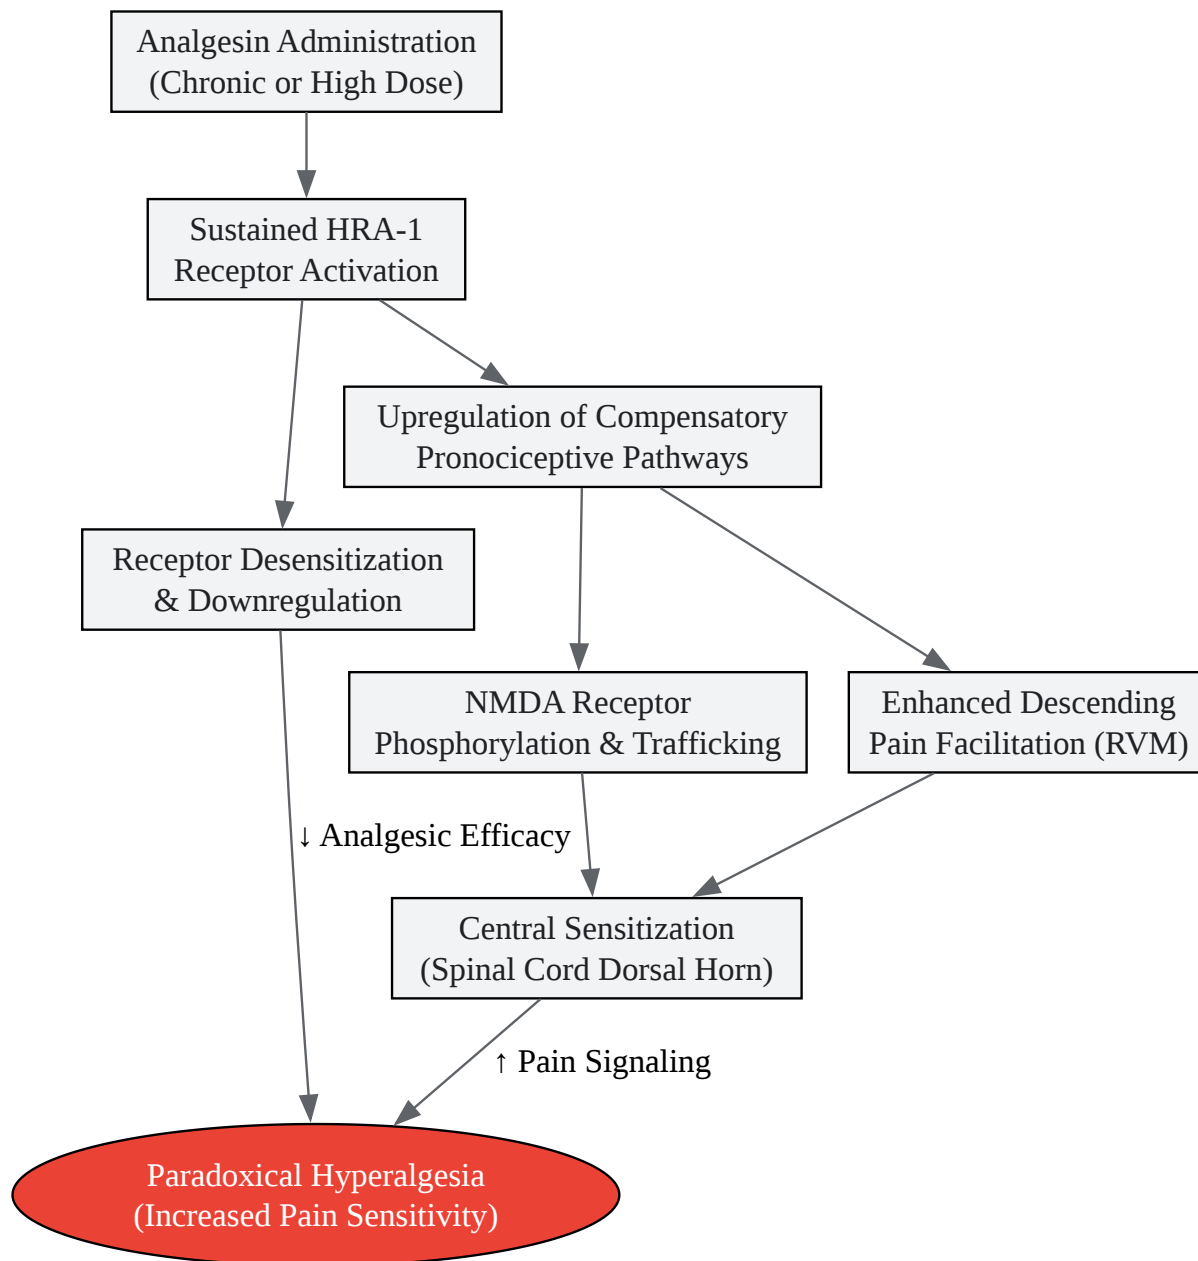 Analgesin Administration
(Chronic or High Dose)
Sustained HRA-1
Receptor Activation
Upregulation of Compensatory
Pronociceptive Pathways
Receptor Desensitization
& Downregulation
NMDA Receptor
Phosphorylation & Trafficking
Enhanced Descending
Pain Facilitation (RVM)
↓ Analgesic Efficacy
Central Sensitization
(Spinal Cord Dorsal Horn)
↑ Pain Signaling
Paradoxical Hyperalgesia
(Increased Pain Sensitivity)